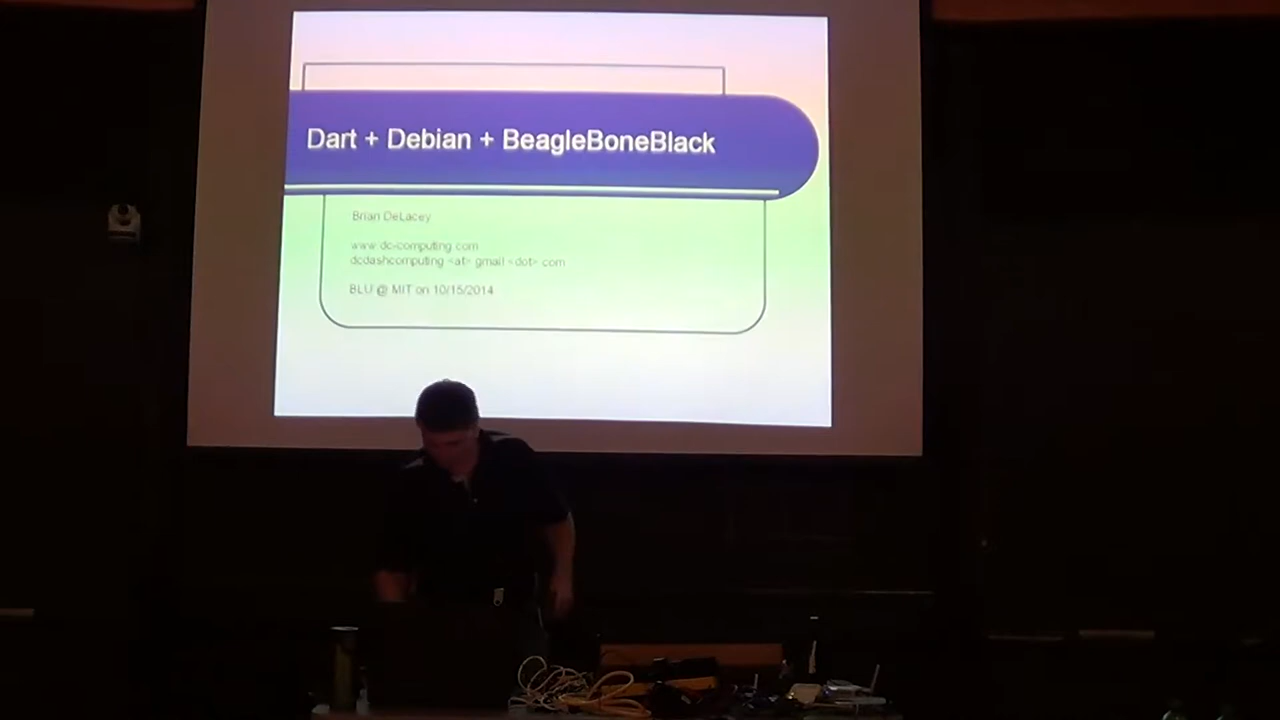 Dart + Debian + BeagleBoneBlack
Brian DeLacey
www dc-computing com
dcdashcomputing <at> gmail <dot> com
BLU @ MIT on 10/15/2014